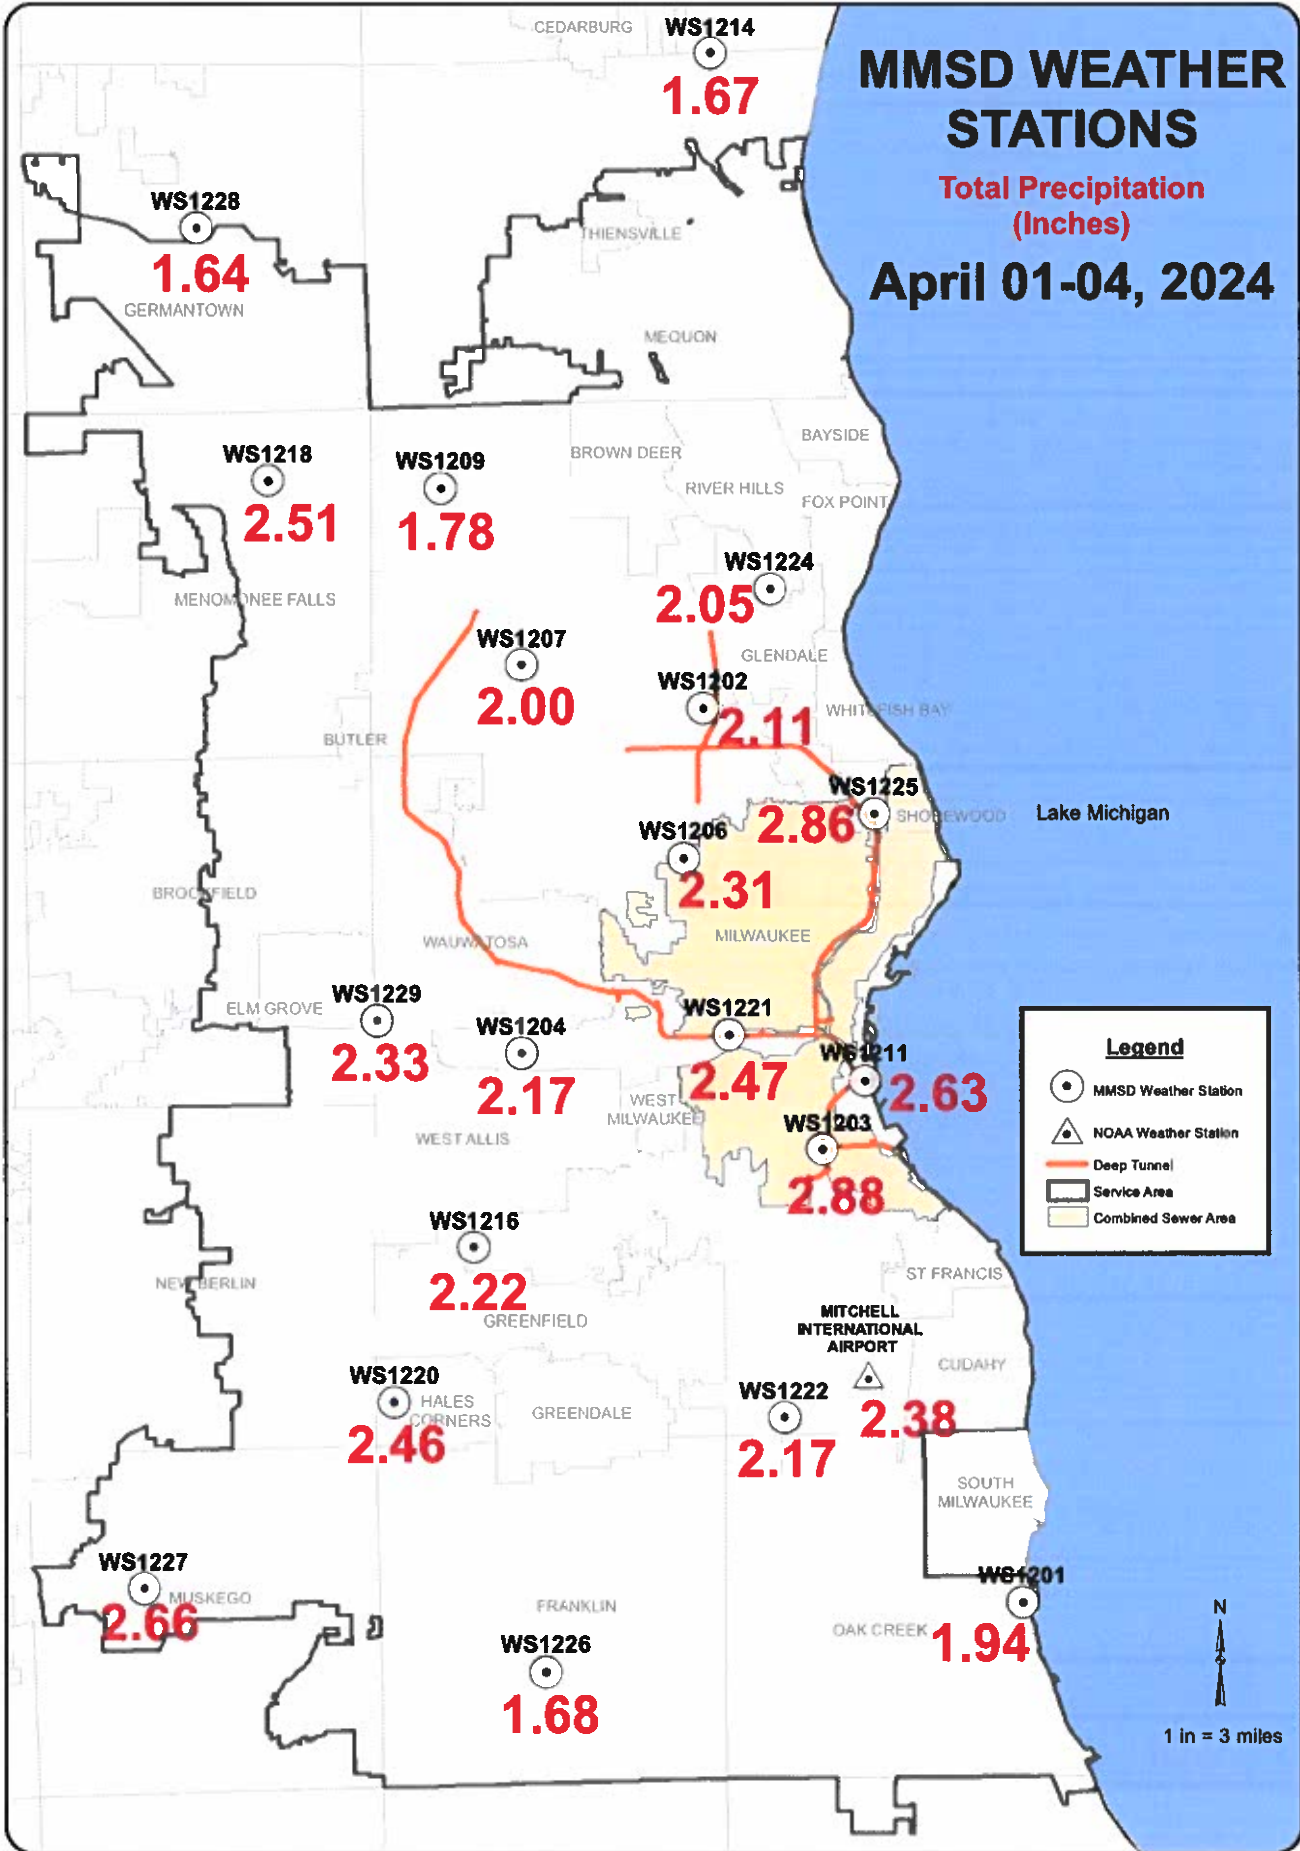 CEDARBURG
WS1214
1.67
MMSD WEATHER
STATIONS
Total Precipitation
(Inches)
April 01-04, 2024
WS1228
1.64
GERMANTOWN
THIENSVILLE
MEQUON
WS1218
2.51
WS1209
1.78
BROWN DEER
BAYSIDE
RIVER HILLS
FOX POINT
MENOMONEE FALLS
WS1224
2.05
WS1207
2.00
GLENDALE
WS1202
2.11
WHITEFISH BAY
BUTLER
WS1225
2.86
SHOREWOOD
Lake Michigan
WS1206
2.31
BROOKFIELD
MILWAUKEE
WAUWATOSA
WS1229
2.33
ELM GROVE
WS1204
2.17
WS1221
2.47
WS1211
2.63
WEST
MILWAUKEE
WEST ALLIS
WS1203
2.88
Legend
MMSD Weather Station
NOAA Weather Station
Deep Tunnel
Service Area
Combined Sewer Area
WS1216
2.22
NEW BERLIN
GREENFIELD
ST FRANCIS
MITCHELL
INTERNATIONAL
AIRPORT
2.38
CUDAHY
WS1220
2.46
HALES
CORNERS
GREENDALE
WS1222
2.17
SOUTH
MILWAUKEE
WS1227
2.66
MUSKEGO
FRANKLIN
WS1226
1.68
WS1201
OAK CREEK
1.94
N
1 in = 3 miles